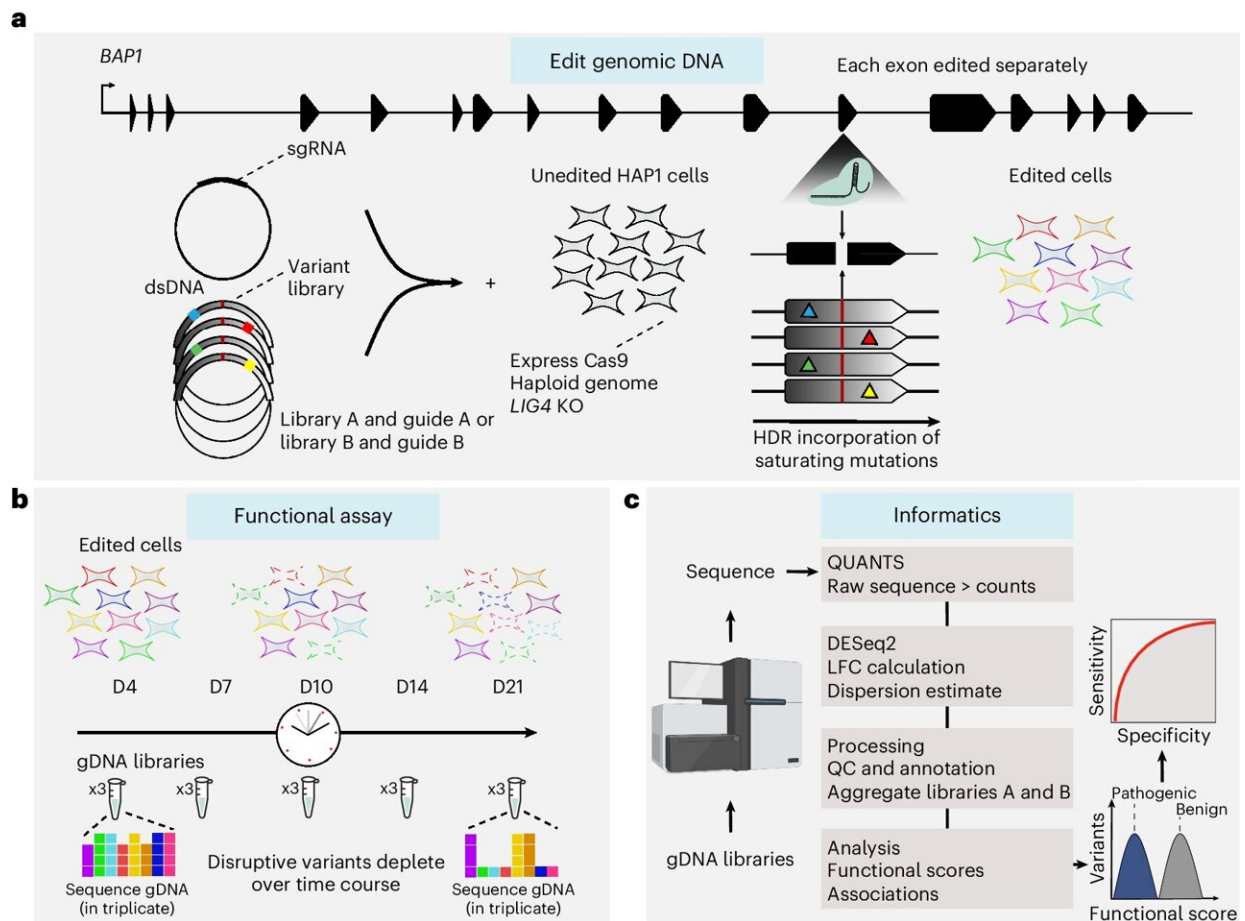 a
BAP1
Edit genomic DNA
Each exon edited separately
sgRNA
Unedited HAP1 cells
Edited cells
dsDNA
Variant
library
+
Express Cas9
Haploid genome
LIG4 KO
Library A and guide A or
library B and guide B
HDR incorporation of
saturating mutations
b
Functional assay
Edited cells
D4
D7
D10
D14
D21
gDNA libraries
x3
x3
x3
x3
x3
Sequence gDNA
(in triplicate)
Disruptive variants deplete
over time course
Sequence gDNA
(in triplicate)
c
Informatics
Sequence
QUANTS
Raw sequence > counts
DESeq2
LFC calculation
Dispersion estimate
Processing
QC and annotation
Aggregate libraries A and B
Analysis
Functional scores
Associations
gDNA libraries
Sensitivity
Specificity
Pathogenic
Benign
Variants
Functional score